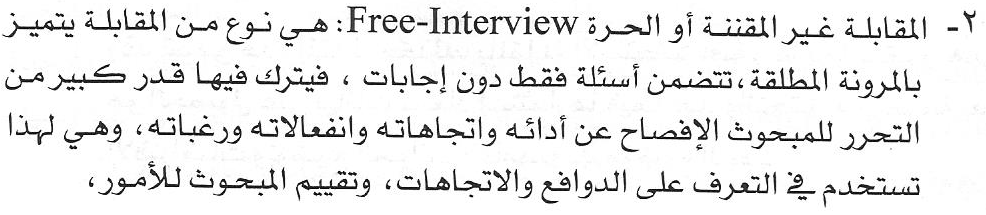 ٢- المقابلة غير المقننة أو الحرة Free-Interview: هي نوع من المقابلة يتميز
بالمرونة المطلقة، تتضمن أسئلة فقط دون إجابات ، فيترك فيها قدر كبير من
التحرر للمبحوث الإفصاح عن أدائه واتجاهاته وانفعالاته ورغباته، وهي لهذا
تستخدم في التعرف على الدوافع والاتجاهات، وتقييم المبحوث للأمور،